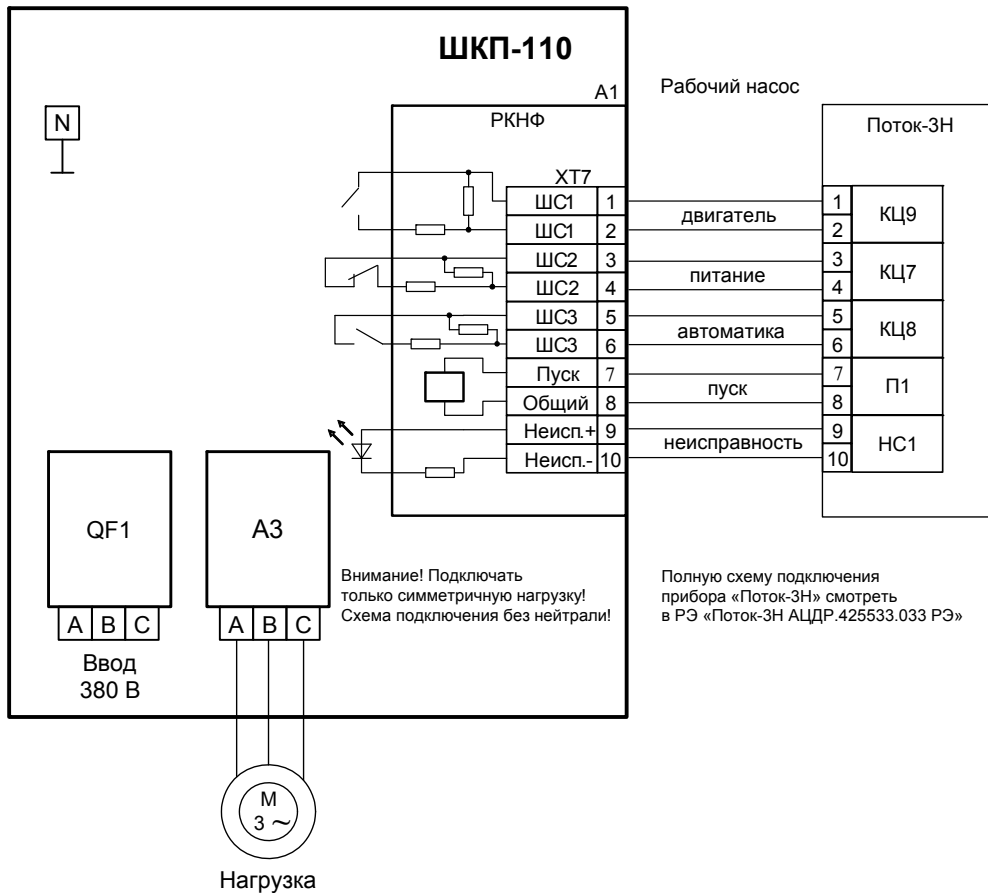 ШКП-110
N
A1
Рабочий насос
РКНФ
Поток-3Н
XT7
ШС1 1
ШС1 2
ШС2 3
ШС2 4
ШС3 5
ШС3 6
Пуск 7
Общий 8
Неисп.+ 9
Неисп.- 10
двигатель
питание
автоматика
пуск
неисправность
1
2
КЦ9
3
4
КЦ7
5
6
КЦ8
7
8
П1
9
10
НС1
QF1
A3
A B C
A B C
Ввод
380 В
Внимание! Подключать
только симметричную нагрузку!
Схема подключения без нейтрали!
Полную схему подключения
прибора «Поток-3Н» смотреть
в РЭ «Поток-3Н АЦДР.425533.033 РЭ»
М
3 ~
Нагрузка